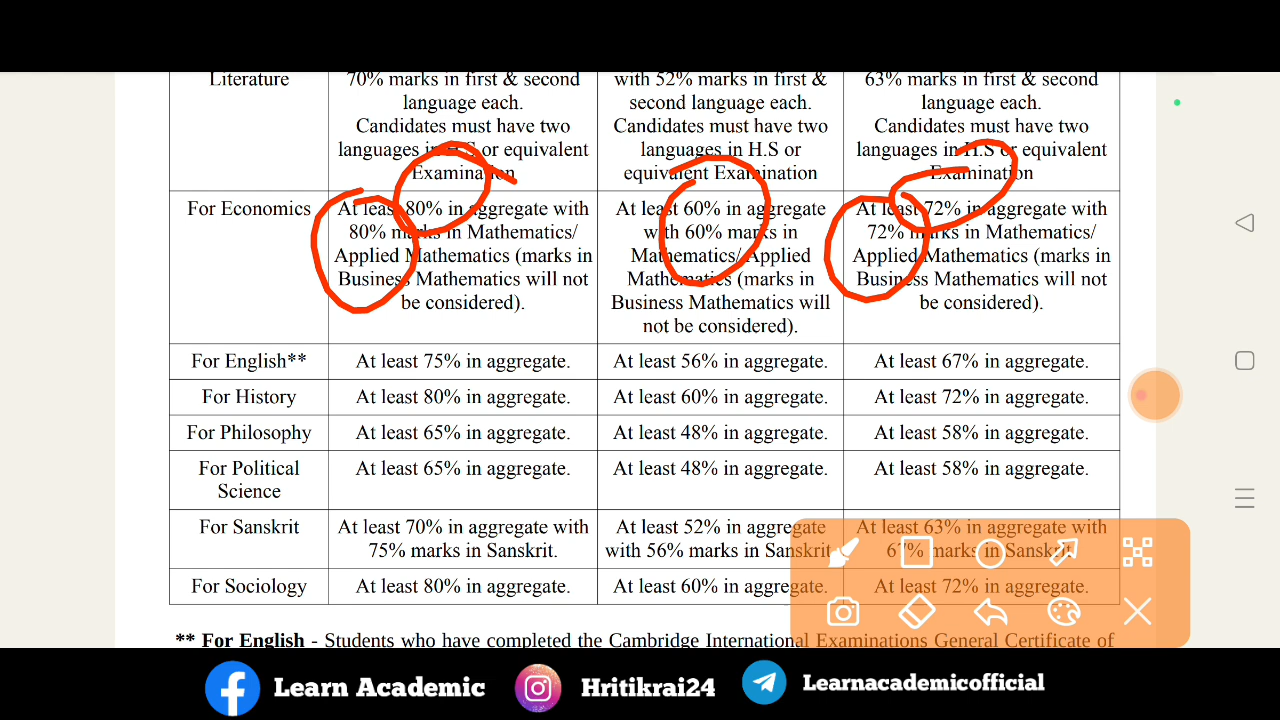 Literature
70% marks in first & second
language each.
Candidates must have two
languages in H.S or equivalent
Examination
with 52% marks in first &
second language each.
Candidates must have two
languages in H.S or
equivalent Examination
63% marks in first & second
language each.
Candidates must have two
languages in H.S or equivalent
Examination
For Economics
At least 80% in aggregate with
80% marks in Mathematics/
Applied Mathematics (marks in
Business Mathematics will not
be considered).
At least 60% in aggregate
with 60% marks in
Mathematics/ Applied
Mathematics (marks in
Business Mathematics will
not be considered).
At least 72% in aggregate with
72% marks in Mathematics/
Applied Mathematics (marks in
Business Mathematics will not
be considered).
For English**
At least 75% in aggregate.
At least 56% in aggregate.
At least 67% in aggregate.
For History
At least 80% in aggregate.
At least 60% in aggregate.
At least 72% in aggregate.
For Philosophy
At least 65% in aggregate.
At least 48% in aggregate.
At least 58% in aggregate.
For Political
Science
At least 65% in aggregate.
At least 48% in aggregate.
At least 58% in aggregate.
For Sanskrit
At least 70% in aggregate with
75% marks in Sanskrit.
At least 52% in aggregate
with 56% marks in Sanskrit.
At least 63% in aggregate with
67% marks in Sanskrit.
For Sociology
At least 80% in aggregate.
At least 60% in aggregate.
At least 72% in aggregate.
** For English - Students who have completed the Cambridge International Examinations General Certificate of
Learn Academic
Hritikrai24
Learnacademicofficial